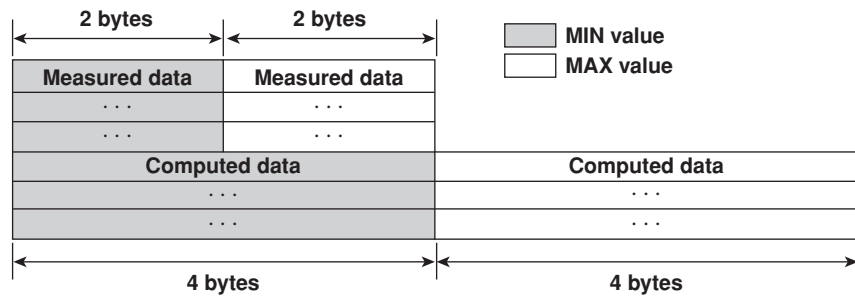 2 bytes 2 bytes
MIN value
MAX value
Measured data Measured data
. . . . . .
. . . . . .
Computed data Computed data
. . . . . .
. . . . . .
4 bytes 4 bytes